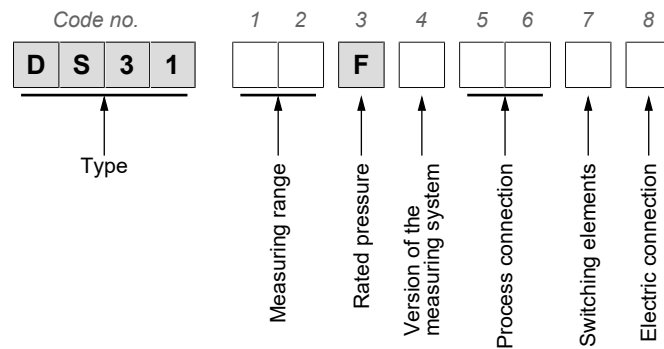 Code no. 1 2 3 4 5 6 7 8
D S 3 1 F
Type
Measuring range
Rated pressure
Version of the
measuring system
Process connection
Switching elements
Electric connection